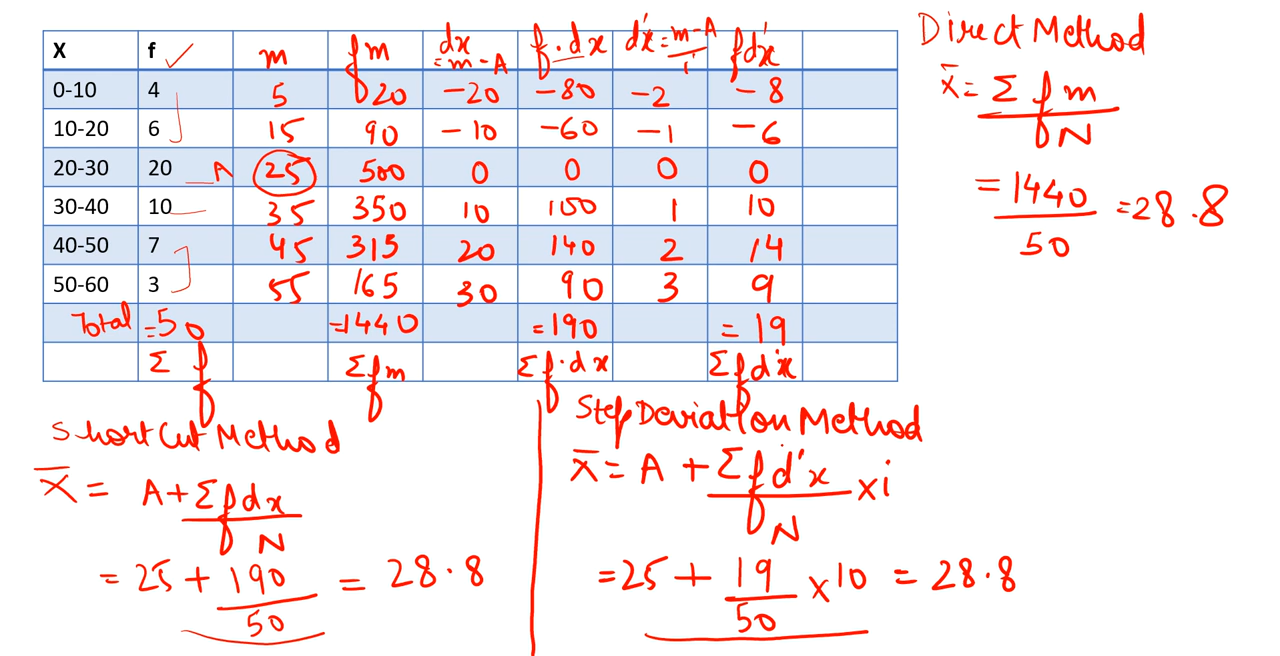 X f ✓ m fm dx = m - A f.dx d'x = m-A/i fd'x
0-10 4 5 20 -20 -80 -2 -8
10-20 6 15 90 -10 -60 -1 -6
20-30 20 A 25 500 0 0 0 0
30-40 10 35 350 10 100 1 10
40-50 7 45 315 20 140 2 14
50-60 3 55 165 30 90 3 9
Total =50 =1440 =190 =19
Σf Σfm Σf.dx Σfd'x
Direct Method
x̄ = Σfm/N
= 1440/50 = 28.8
Short Cut Method
X̄ = A + Σfdx/N
= 25 + 190/50 = 28.8
Step Deviation Method
X̄ = A + Σfd'x/N × i
= 25 + 19/50 × 10 = 28.8